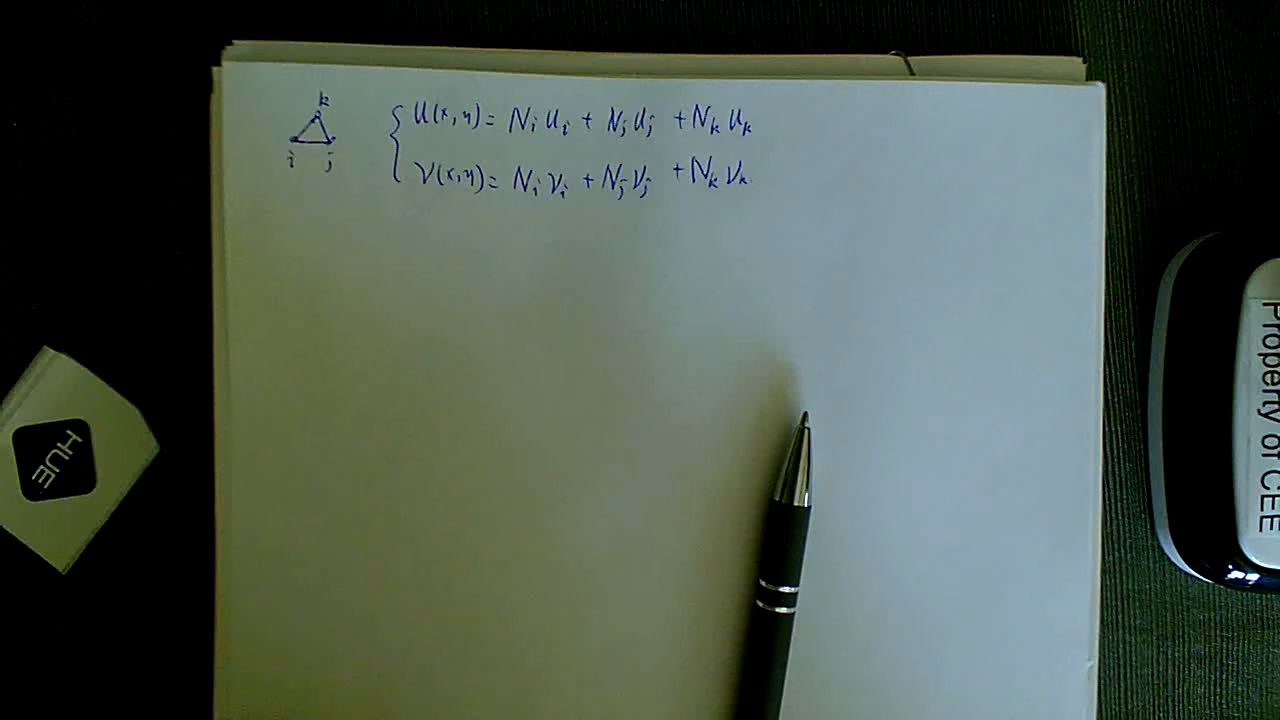 k
i j
U(x,y) = N_i U_i + N_j U_j + N_k U_k
V(x,y) = N_i V_i + N_j V_j + N_k V_k
HUE
Property of CEE